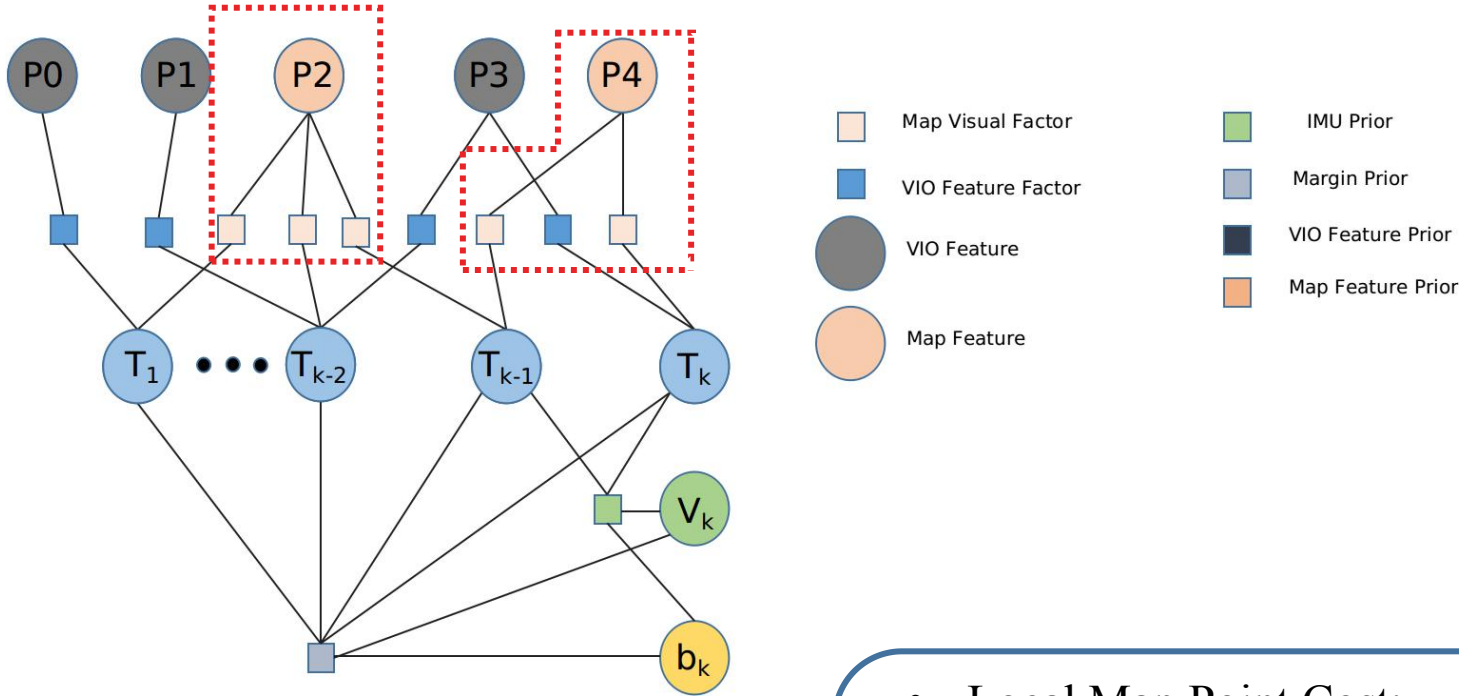 P0 P1 P2 P3 P4
Map Visual Factor
VIO Feature Factor
VIO Feature
Map Feature
IMU Prior
Margin Prior
VIO Feature Prior
Map Feature Prior
T1 Tk-2 Tk-1 Tk
Vk
bk
• Local Map Point Cost: